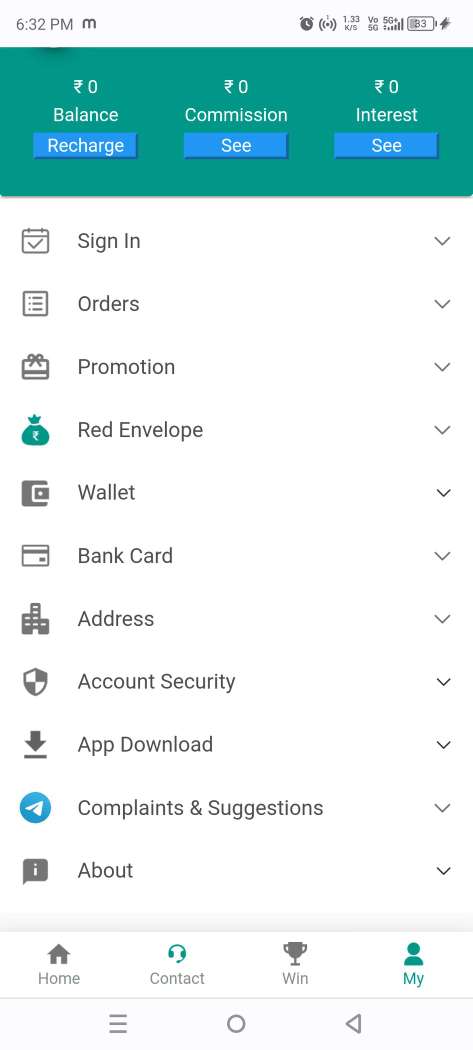 6:32 PM m 1.33 K/S Vo 5G 5G+ 83
₹ 0 ₹ 0 ₹ 0
Balance Commission Interest
Recharge See See
Sign In
Orders
Promotion
Red Envelope
Wallet
Bank Card
Address
Account Security
App Download
Complaints & Suggestions
About
Home Contact Win My